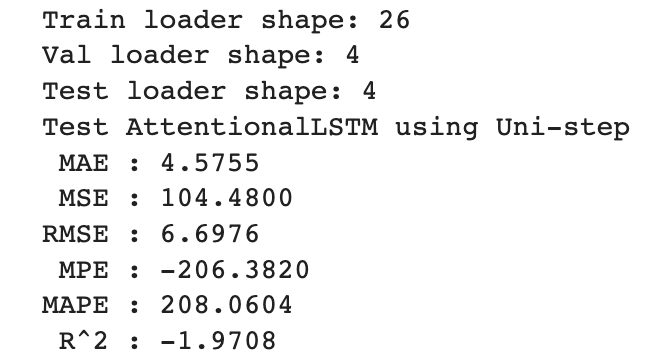 Train loader shape: 26
Val loader shape: 4
Test loader shape: 4
Test AttentionalLSTM using Uni-step
MAE : 4.5755
MSE : 104.4800
RMSE : 6.6976
MPE : -206.3820
MAPE : 208.0604
R^2 : -1.9708